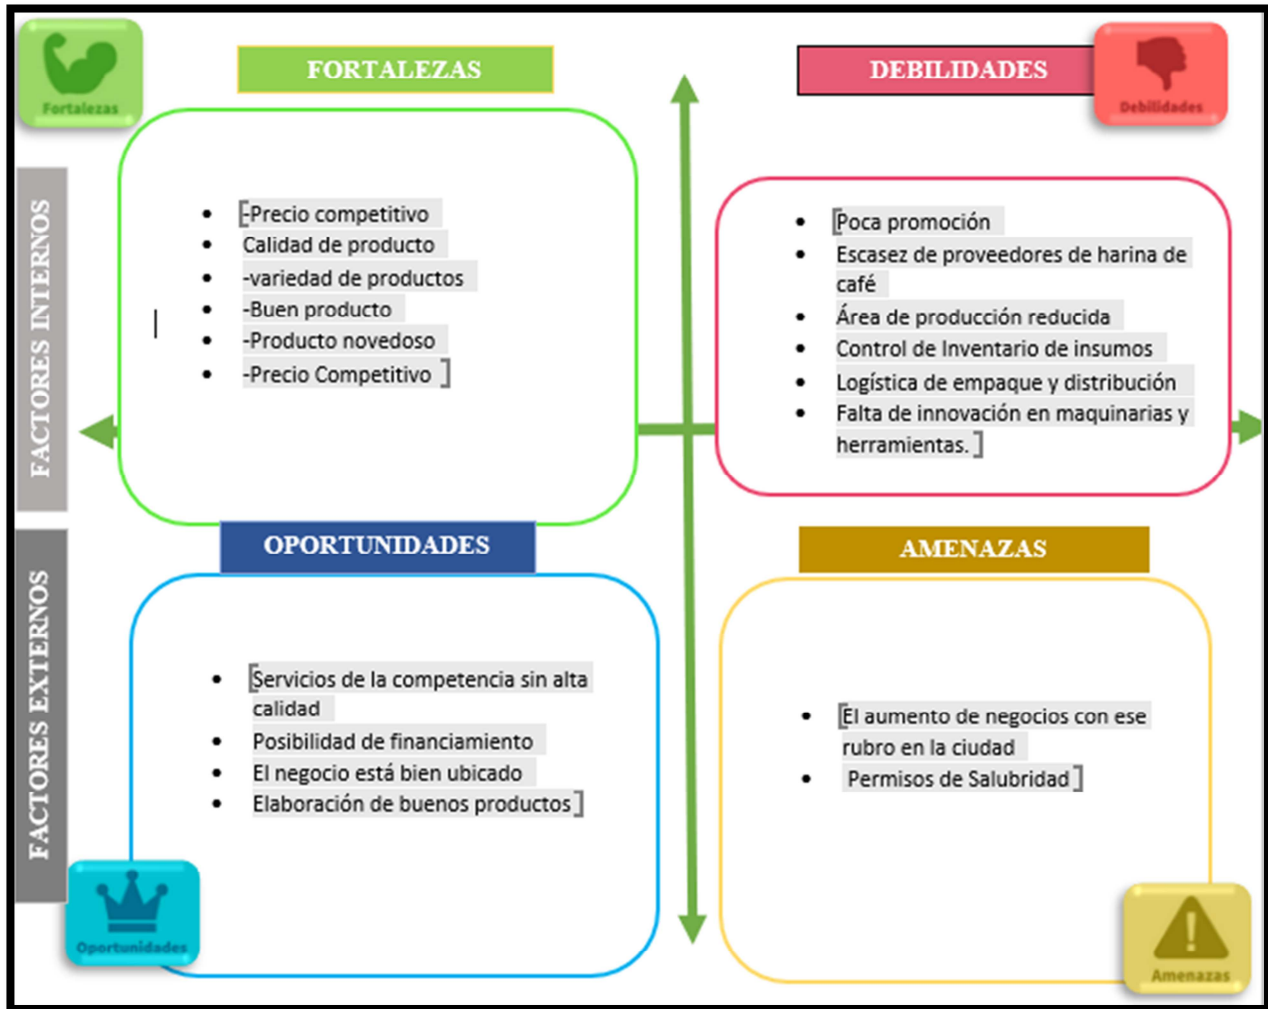 Fortalezas
FORTALEZAS
FACTORES INTERNOS
[-Precio competitivo
Calidad de producto
-variedad de productos
-Buen producto
-Producto novedoso
-Precio Competitivo ]
DEBILIDADES
Debilidades
[Poca promoción
Escasez de proveedores de harina de
café
Área de producción reducida
Control de Inventario de insumos
Logística de empaque y distribución
Falta de innovación en maquinarias y
herramientas. ]
FACTORES EXTERNOS
OPORTUNIDADES
[Servicios de la competencia sin alta
calidad
Posibilidad de financiamiento
El negocio está bien ubicado
Elaboración de buenos productos]
Oportunidades
AMENAZAS
[El aumento de negocios con ese
rubro en la ciudad
Permisos de Salubridad]
Amenazas